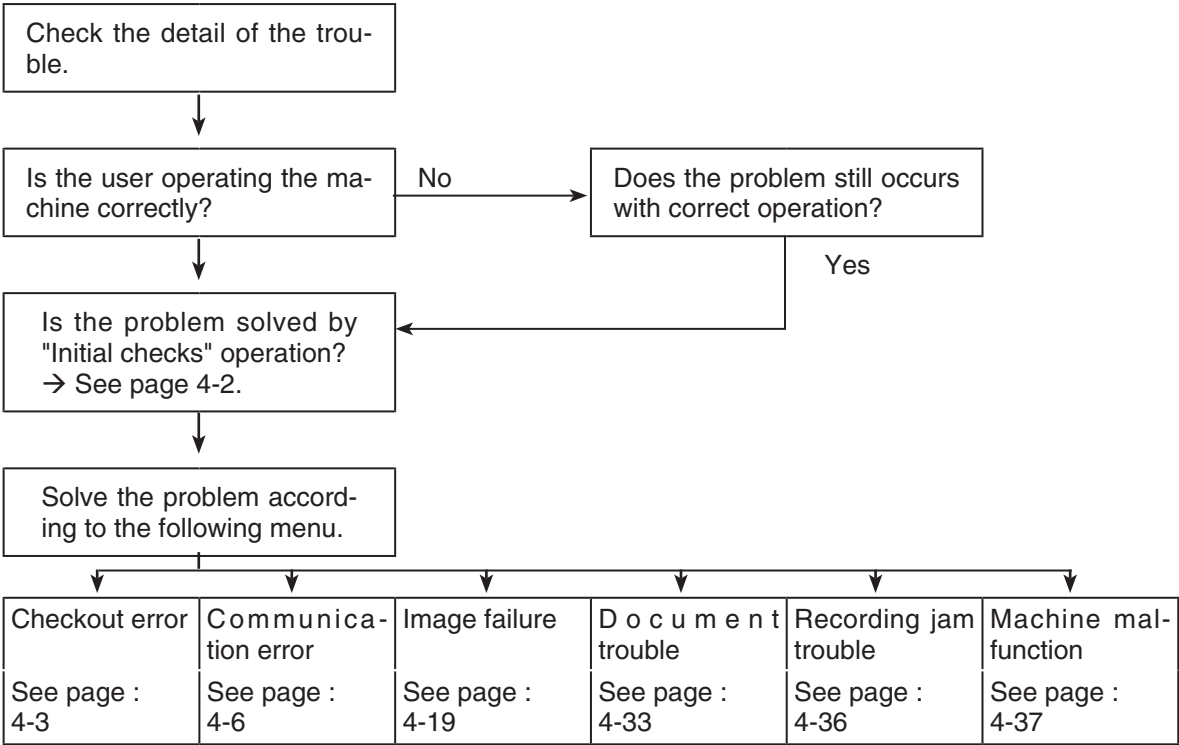 Check the detail of the trou-
ble.
Is the user operating the ma-
chine correctly?
No
Does the problem still occurs
with correct operation?
Yes
Is the problem solved by
"Initial checks" operation?
→ See page 4-2.
Solve the problem accord-
ing to the following menu.
Checkout error
See page :
4-3
Communica-
tion error
See page :
4-6
Image failure
See page :
4-19
Document
trouble
See page :
4-33
Recording jam
trouble
See page :
4-36
Machine mal-
function
See page :
4-37